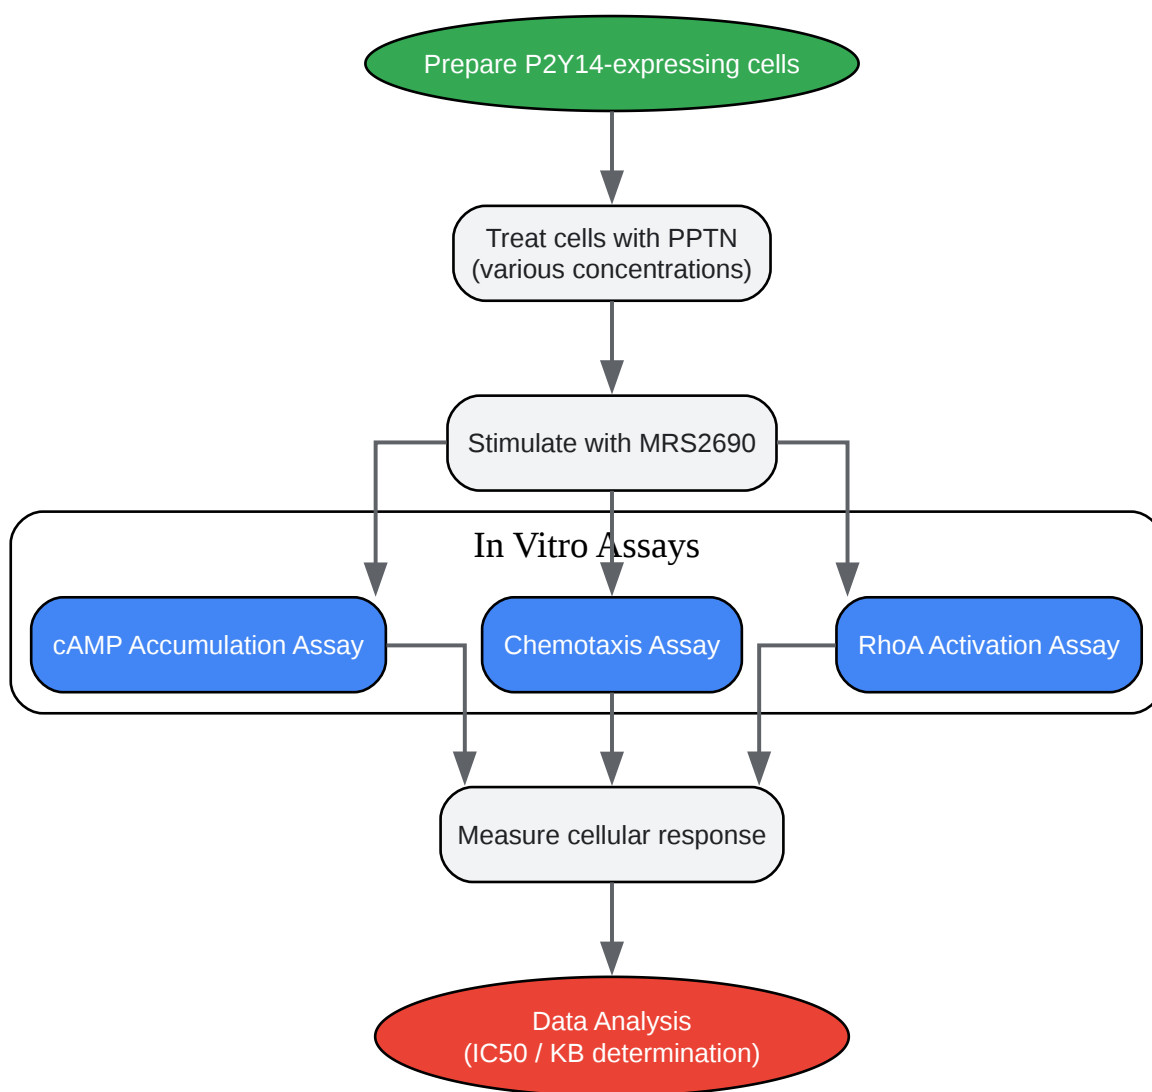 Prepare P2Y14-expressing cells
Treat cells with PPTN
(various concentrations)
Stimulate with MRS2690
In Vitro Assays
cAMP Accumulation Assay
Chemotaxis Assay
RhoA Activation Assay
Measure cellular response
Data Analysis
(IC50 / KB determination)